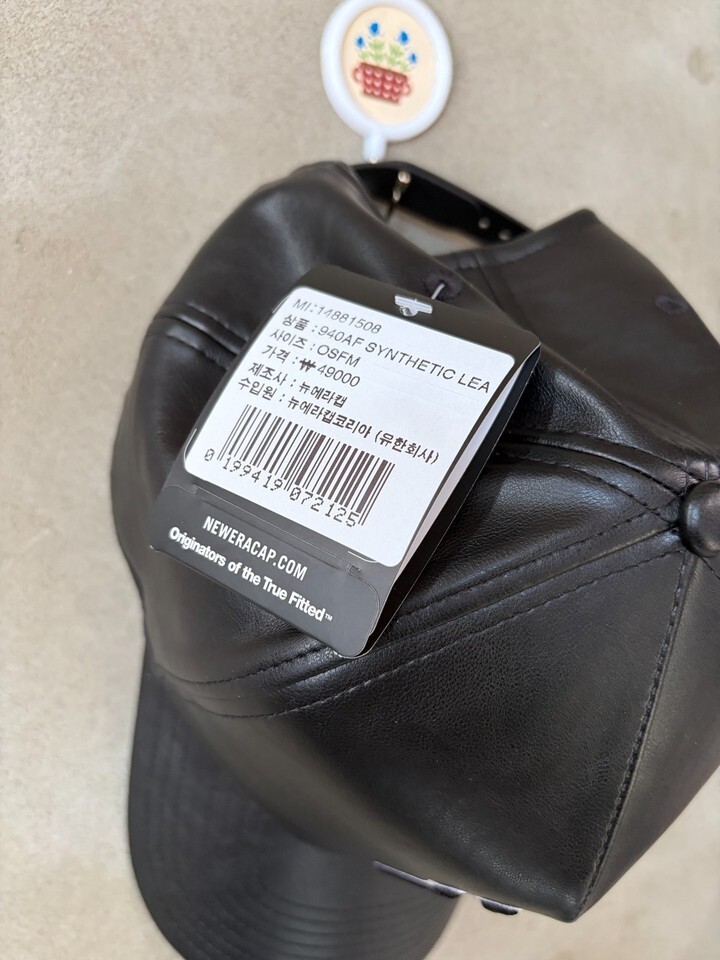 MI:14881508
상품 : 940AF SYNTHETIC LEA
사이즈 : OSFM
가격 : ₩ 49000
제조사 : 뉴에라캡
수입원 : 뉴에라캡코리아 (유한회사)
0 199419 072125
NEWERACAP.COM
Originators of the True Fitted™